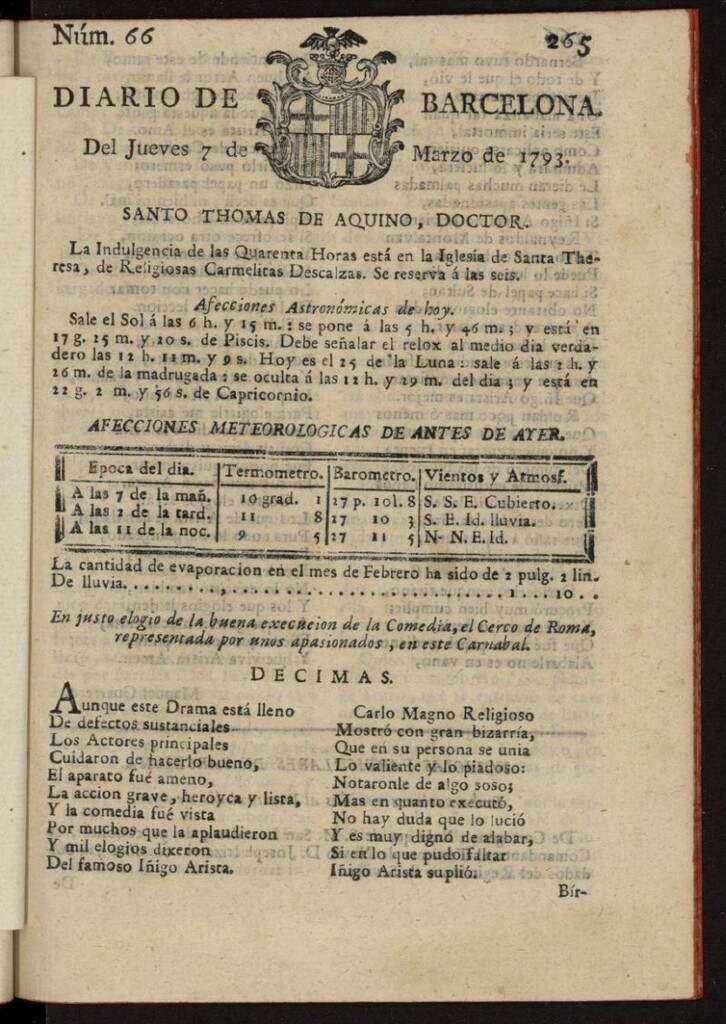 Núm. 66
265
DIARIO DE BARCELONA.
Del Jueves 7 de Marzo de 1793.
SANTO THOMAS DE AQUINO, DOCTOR.
La Indulgencia de las Quarenta Horas está en la Iglesia de Santa The-
resa, de Religiosas Carmelitas Descalzas. Se reserva á las seis.
Afecciones Astronómicas de hoy.
Sale el Sol á las 6 h. y 15 m.: se pone á las 5 h. y 46 m.; y está en
17 g. 25 m. y 20 s. de Piscis. Debe señalar el relox al medio dia verda-
dero las 12 h. 11 m. y 9 s. Hoy es el 25 de la Luna: sale á las 2 h. y
26 m. de la madrugada: se oculta á las 12 h. y 29 m. del dia; y está en
22 g. 2 m. y 56 s. de Capricornio.
AFECCIONES METEOROLOGICAS DE ANTES DE AYER.
Epoca del dia. Termometro. Barometro. Vientos y Atmosf.
A las 7 de la mañ. 10 grad. 1 27 p. 10l. 8 S. S. E. Cubierto.
A las 2 de la tard. 11 8 27 10 3 S. E. Id. lluvia.
A las 11 de la noc. 9 5 27 11 5 N. N. E. Id.
La cantidad de evaporacion en el mes de Febrero ha sido de 2 pulg. 2 lin.
De lluvia. . . . . . . . . . . . . . . . . . . . . . . . . . . . . . 1 . . . 10 . .
En justo elogio de la buena execucion de la Comedia, el Cerco de Roma,
representada por unos apasionados, en este Carnabal.
DECIMAS.
Aunque este Drama está lleno
De defectos sustanciales
Los Actores principales
Cuidaron de hacerlo bueno,
El aparato fué ameno,
La accion grave, heroyca y lista,
Y la comedia fué vista
Por muchos que la aplaudieron
Y mil elogios dixeron
Del famoso Iñigo Arista.
Carlo Magno Religioso
Mostró con gran bizarría,
Que en su persona se unia
Lo valiente y lo piadoso:
Notaronle de algo soso;
Mas en quanto executó,
No hay duda que lo lució
Y es muy digno de alabar,
Si en lo que pudo faltar
Iñigo Arista suplió.
Bir-